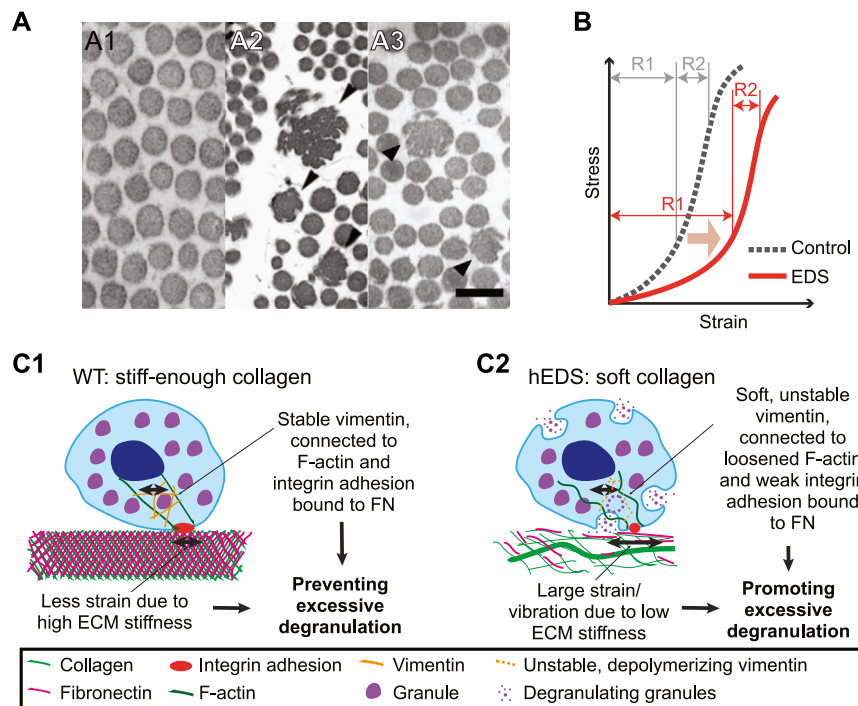 A
A1
A2
A3
B
R1
R2
R2
R1
Stress
Control
EDS
Strain
C1
WT: stiff-enough collagen
Stable vimentin,
connected to
F-actin and
integrin adhesion
bound to FN
Less strain due to
high ECM stiffness
Preventing
excessive
degranulation
C2
hEDS: soft collagen
Soft, unstable
vimentin,
connected to
loosened F-actin
and weak integrin
adhesion bound
to FN
Large strain/
vibration due to low
ECM stiffness
Promoting
excessive
degranulation
Collagen
Integrin adhesion
Vimentin
Unstable, depolymerizing vimentin
Fibronectin
F-actin
Granule
Degranulating granules